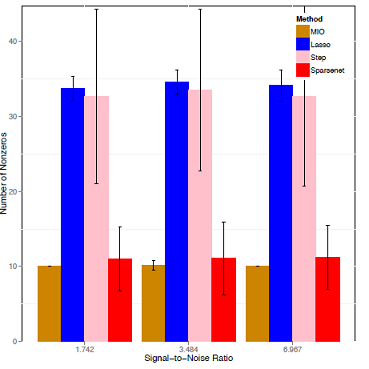 Method
MIO
Lasso
Step
Sparsenet
40
30
20
10
0
Number of Nonzeros
1.742
3.484
6.967
Signal-to-Noise Ratio